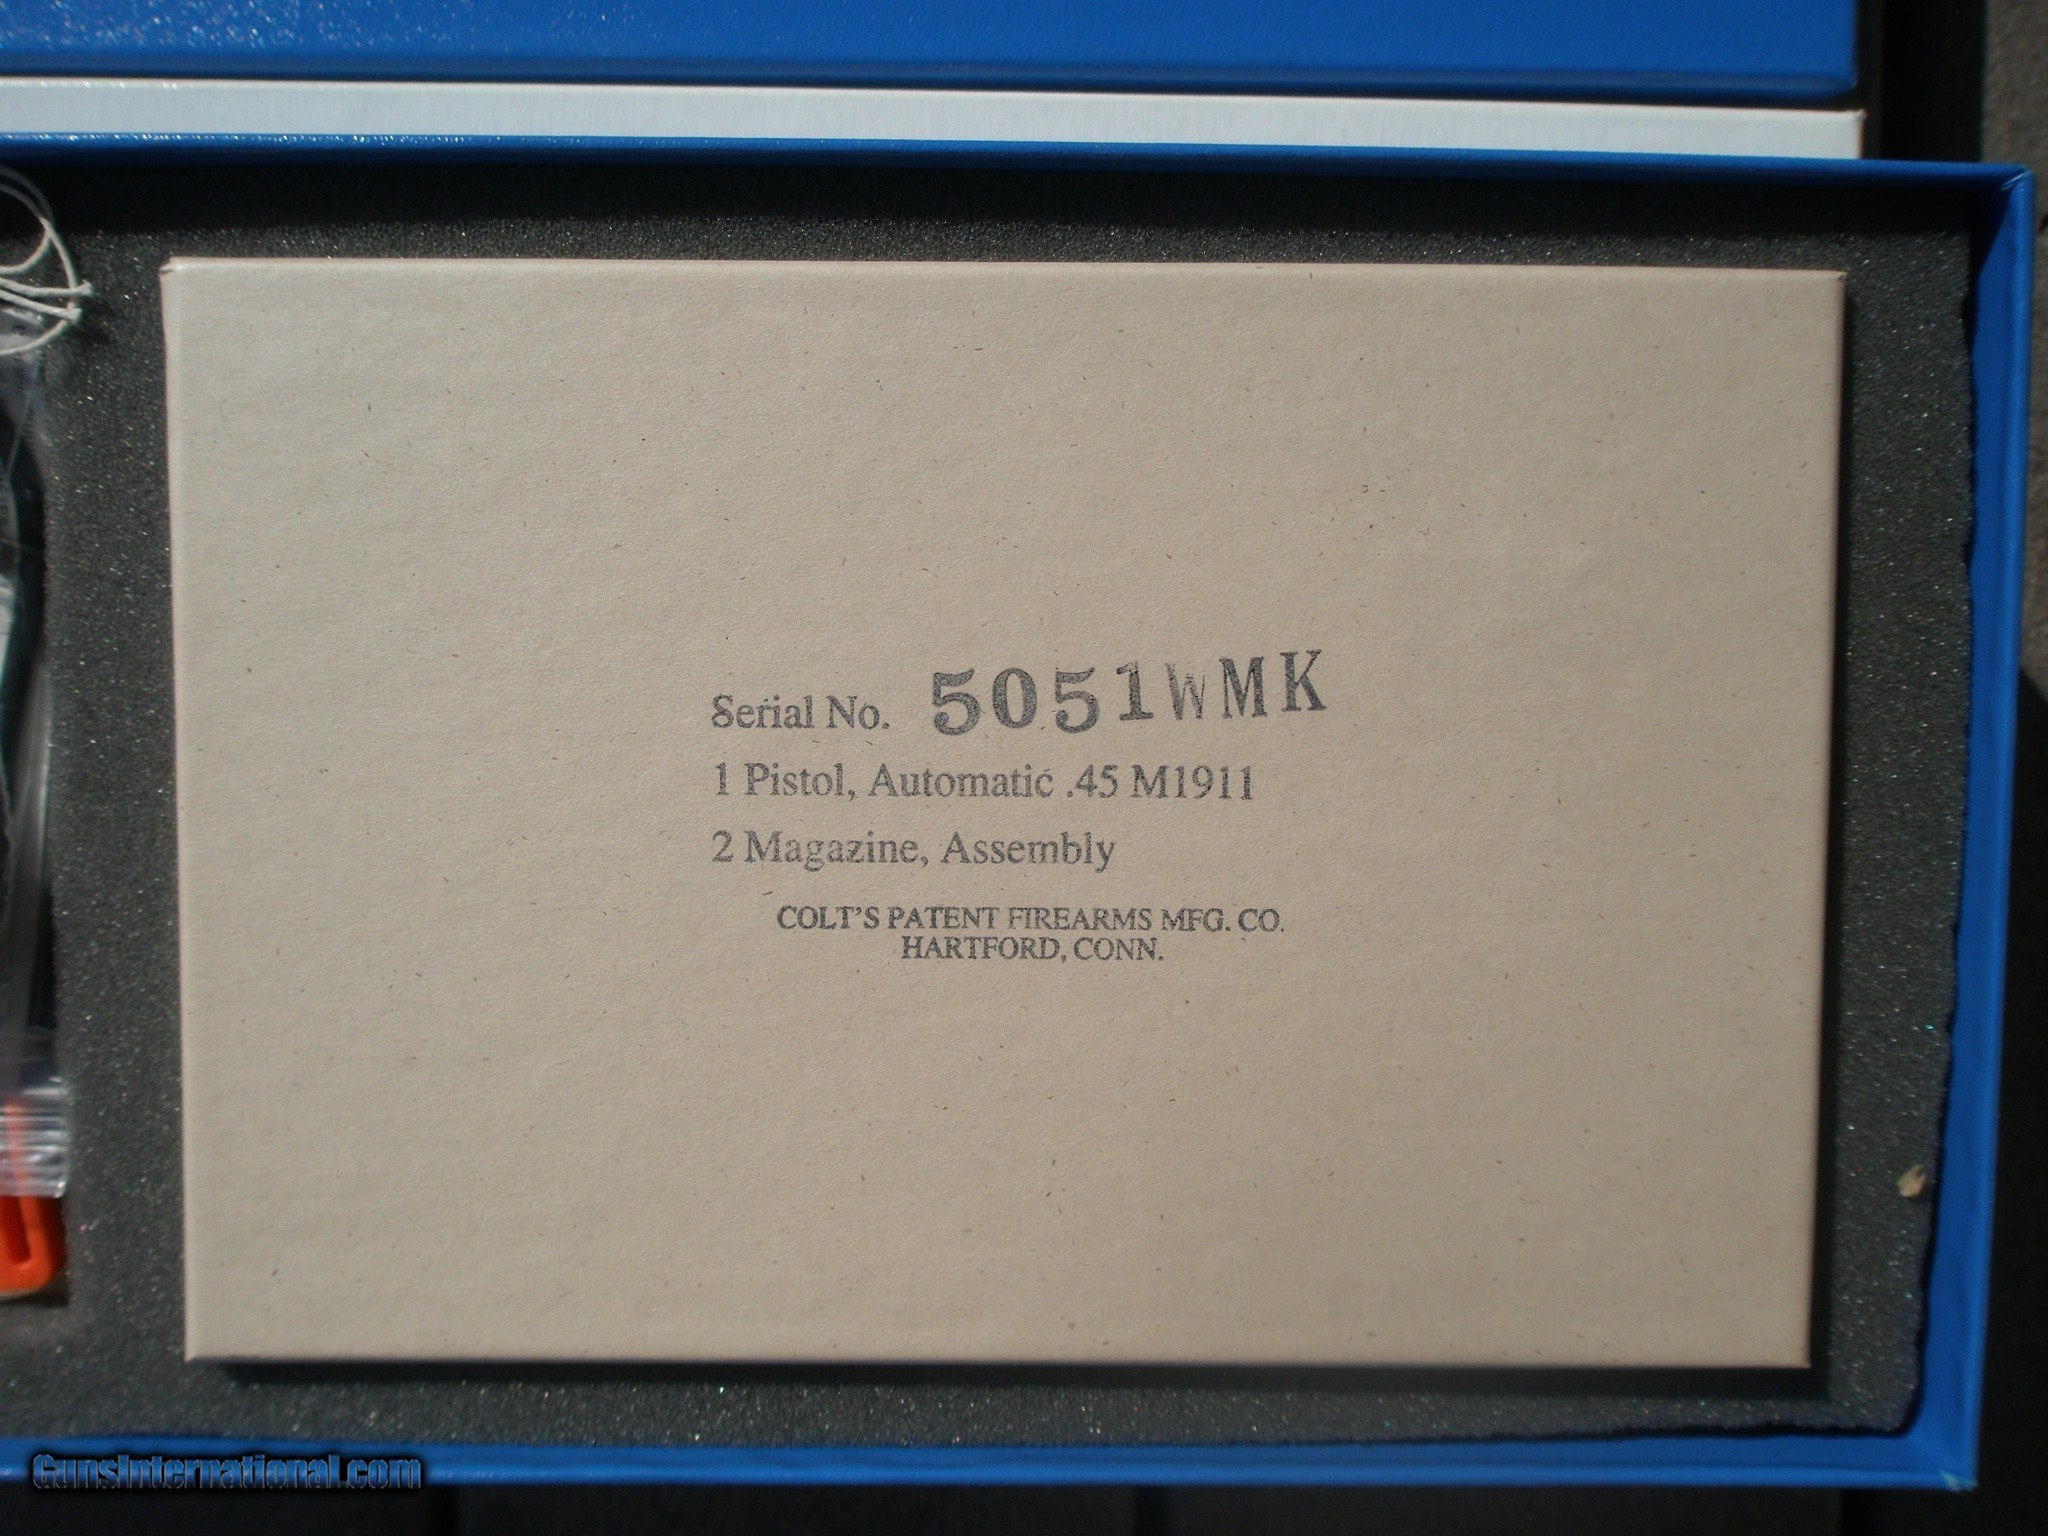 Serial No. 5051WMK
1 Pistol, Automatic .45 M1911
2 Magazine, Assembly
COLT'S PATENT FIREARMS MFG. CO.
HARTFORD, CONN.
GunsInternational.com